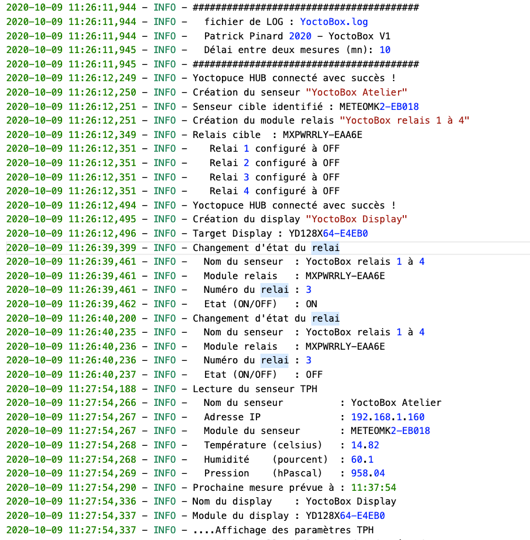 2020-10-09 11:26:11,944 - INFO - ########################################
2020-10-09 11:26:11,944 - INFO -   fichier de LOG : YoctoBox.log
2020-10-09 11:26:11,944 - INFO -   Patrick Pinard 2020 - YoctoBox V1
2020-10-09 11:26:11,945 - INFO -   Délai entre deux mesures (mn): 10
2020-10-09 11:26:11,945 - INFO - ########################################
2020-10-09 11:26:12,249 - INFO - Yoctopuce HUB connecté avec succès !
2020-10-09 11:26:12,250 - INFO - Création du senseur "YoctoBox Atelier"
2020-10-09 11:26:12,251 - INFO - Senseur cible identifié : METEOMK2-EB018
2020-10-09 11:26:12,251 - INFO - Création du module relais "YoctoBox relais 1 à 4"
2020-10-09 11:26:12,349 - INFO - Relais cible  : MXPWRRLY-EAA6E
2020-10-09 11:26:12,351 - INFO -    Relai 1 configuré à OFF
2020-10-09 11:26:12,351 - INFO -    Relai 2 configuré à OFF
2020-10-09 11:26:12,351 - INFO -    Relai 3 configuré à OFF
2020-10-09 11:26:12,351 - INFO -    Relai 4 configuré à OFF
2020-10-09 11:26:12,494 - INFO - Yoctopuce HUB connecté avec succès !
2020-10-09 11:26:12,495 - INFO - Création du display "YoctoBox Display"
2020-10-09 11:26:12,496 - INFO - Target Display : YD128X64-E4EB0
2020-10-09 11:26:39,399 - INFO - Changement d'état du relai
2020-10-09 11:26:39,461 - INFO -   Nom du senseur  : YoctoBox relais 1 à 4
2020-10-09 11:26:39,461 - INFO -   Module relais   : MXPWRRLY-EAA6E
2020-10-09 11:26:39,461 - INFO -   Numéro du relai : 3
2020-10-09 11:26:39,462 - INFO -   Etat (ON/OFF)   : ON
2020-10-09 11:26:40,200 - INFO - Changement d'état du relai
2020-10-09 11:26:40,235 - INFO -   Nom du senseur  : YoctoBox relais 1 à 4
2020-10-09 11:26:40,236 - INFO -   Module relais   : MXPWRRLY-EAA6E
2020-10-09 11:26:40,236 - INFO -   Numéro du relai : 3
2020-10-09 11:26:40,237 - INFO -   Etat (ON/OFF)   : OFF
2020-10-09 11:27:54,188 - INFO - Lecture du senseur TPH
2020-10-09 11:27:54,266 - INFO -   Nom du senseur          : YoctoBox Atelier
2020-10-09 11:27:54,267 - INFO -   Adresse IP              : 192.168.1.160
2020-10-09 11:27:54,267 - INFO -   Module du senseur       : METEOMK2-EB018
2020-10-09 11:27:54,268 - INFO -   Température (celsius)   : 14.82
2020-10-09 11:27:54,268 - INFO -   Humidité    (pourcent)  : 60.1
2020-10-09 11:27:54,269 - INFO -   Pression    (hPascal)   : 958.04
2020-10-09 11:27:54,290 - INFO - Prochaine mesure prévue à : 11:37:54
2020-10-09 11:27:54,336 - INFO - Nom du display    : YoctoBox Display
2020-10-09 11:27:54,337 - INFO - Module du display : YD128X64-E4EB0
2020-10-09 11:27:54,337 - INFO - ....Affichage des paramètres TPH